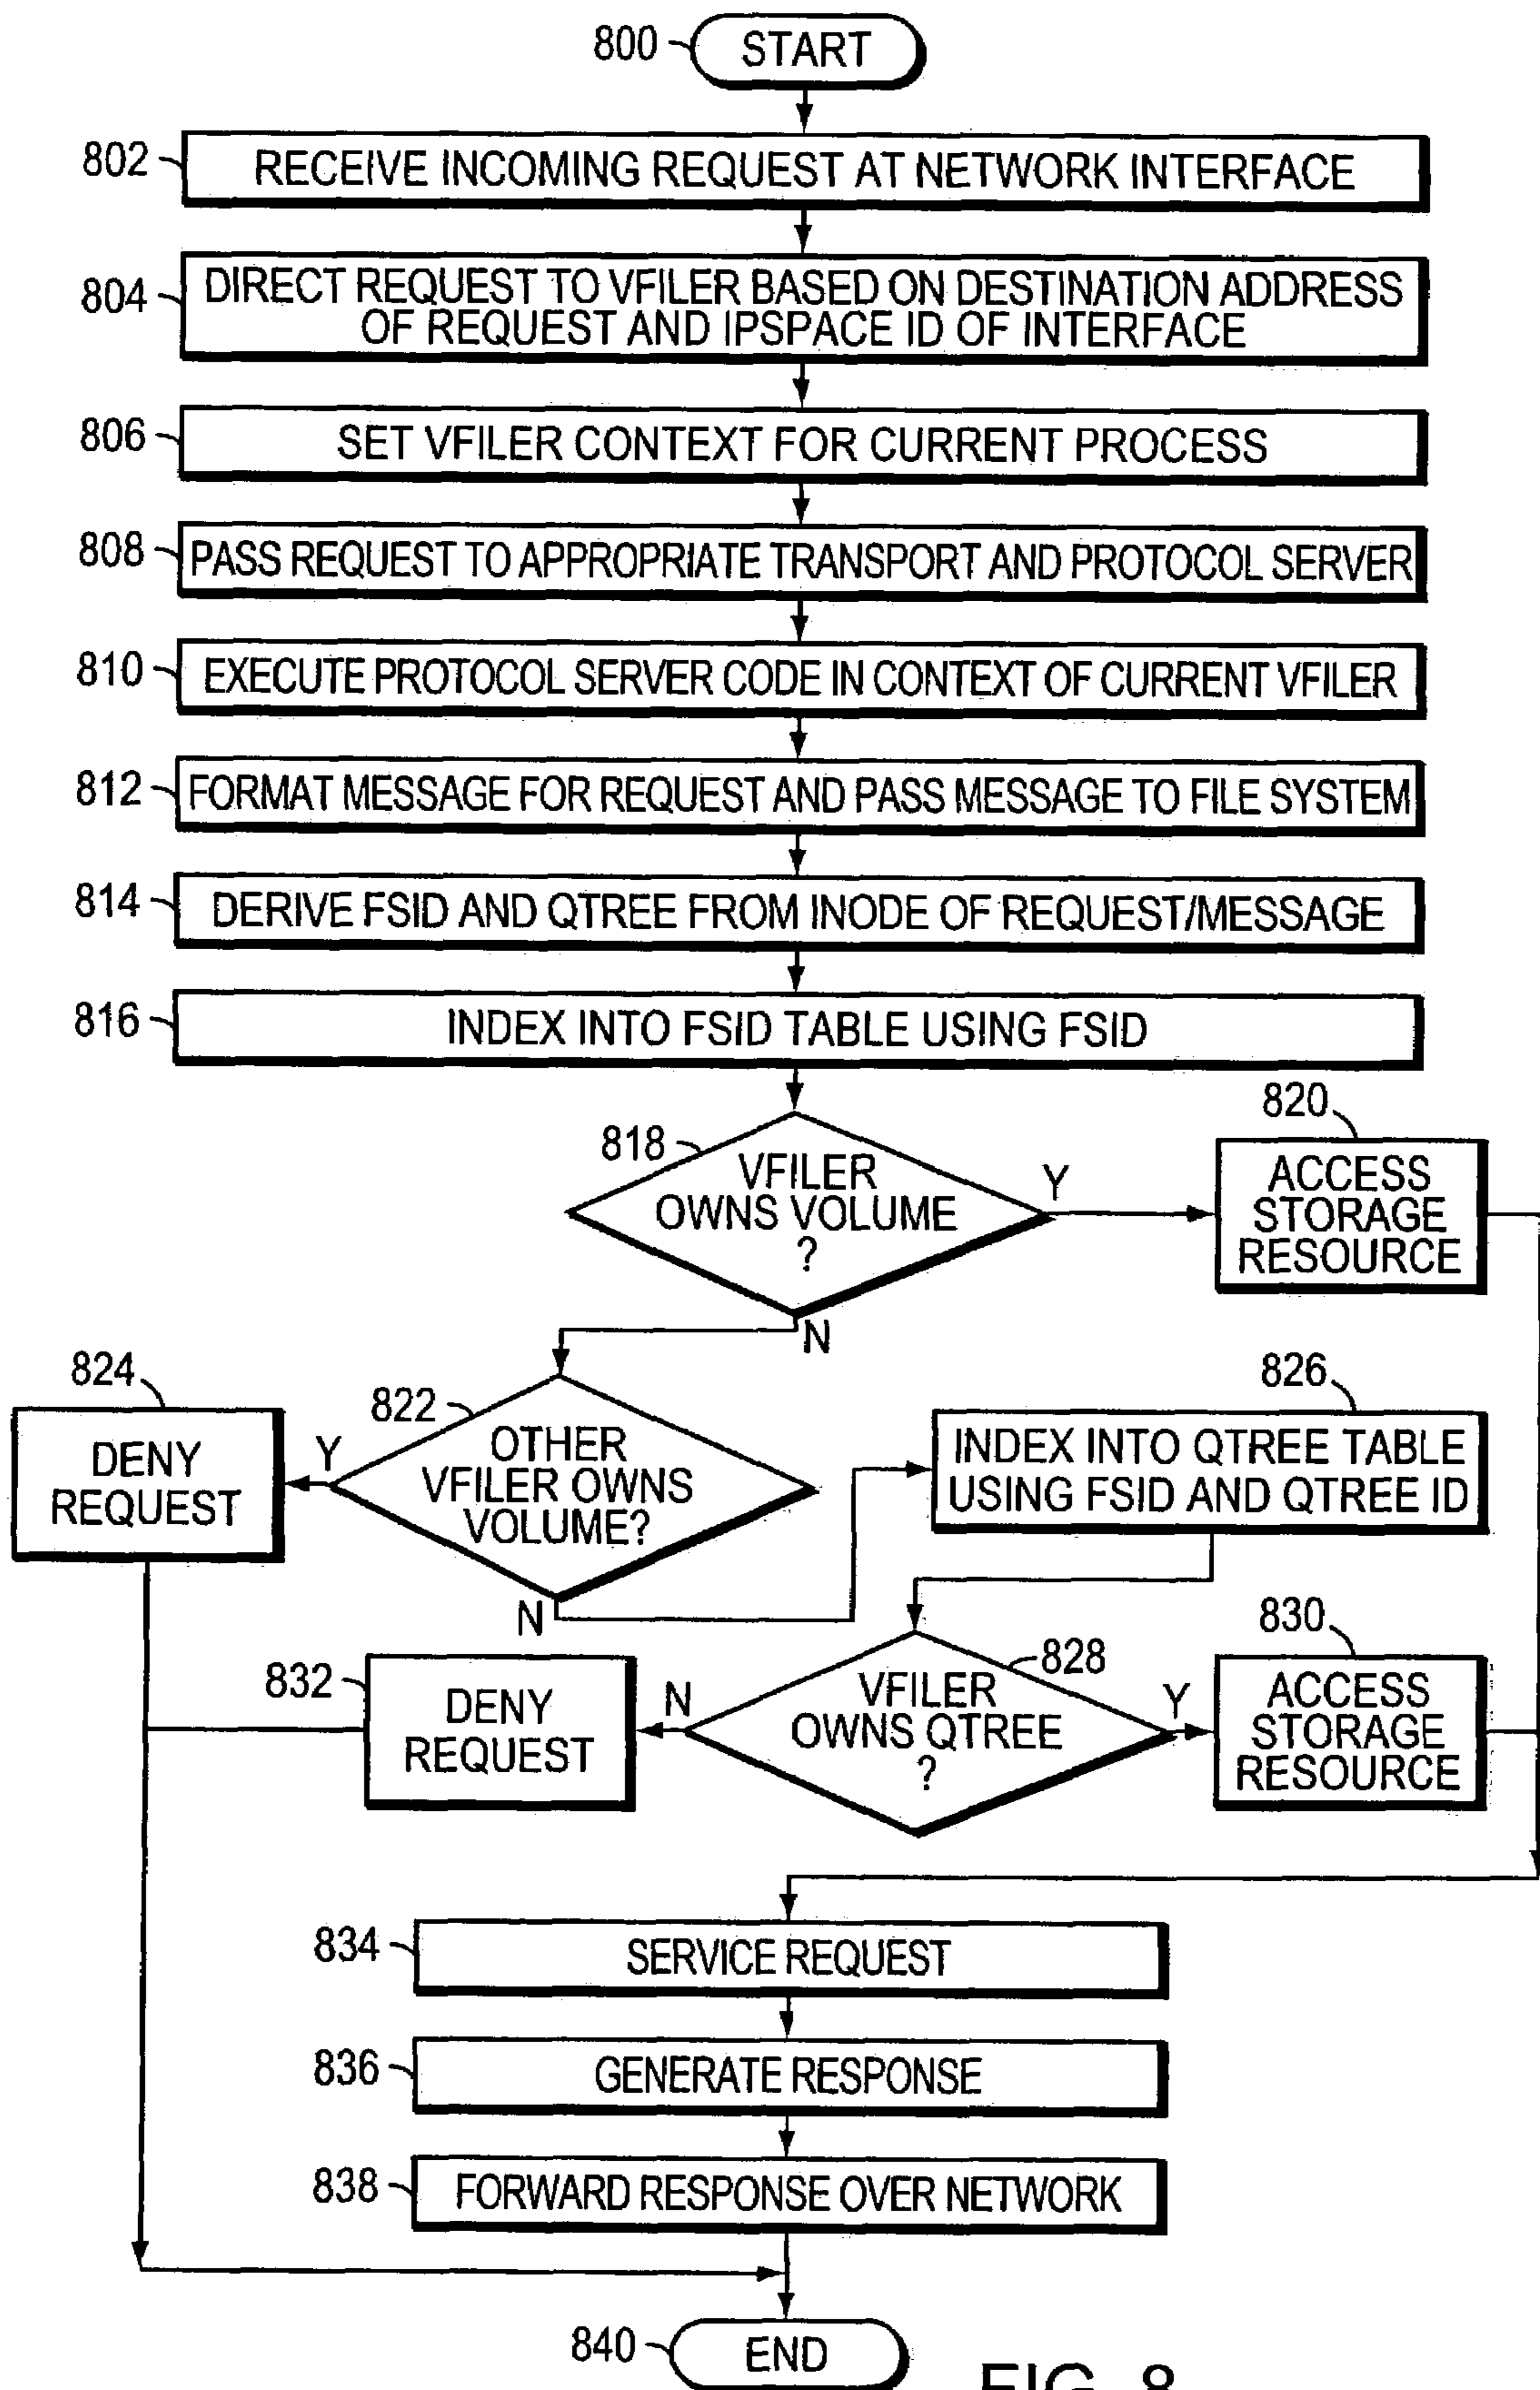 800
START
802
RECEIVE INCOMING REQUEST AT NETWORK INTERFACE
804
DIRECT REQUEST TO VFILER BASED ON DESTINATION ADDRESS
OF REQUEST AND IPSPACE ID OF INTERFACE
806
SET VFILER CONTEXT FOR CURRENT PROCESS
808
PASS REQUEST TO APPROPRIATE TRANSPORT AND PROTOCOL SERVER
810
EXECUTE PROTOCOL SERVER CODE IN CONTEXT OF CURRENT VFILER
812
FORMAT MESSAGE FOR REQUEST AND PASS MESSAGE TO FILE SYSTEM
814
DERIVE FSID AND QTREE FROM INODE OF REQUEST/MESSAGE
816
INDEX INTO FSID TABLE USING FSID
818
VFILER
OWNS VOLUME
?
Y
N
820
ACCESS
STORAGE
RESOURCE
822
OTHER
VFILER OWNS
VOLUME?
Y
N
824
DENY
REQUEST
826
INDEX INTO QTREE TABLE
USING FSID AND QTREE ID
828
VFILER
OWNS QTREE
?
N
Y
830
ACCESS
STORAGE
RESOURCE
832
DENY
REQUEST
834
SERVICE REQUEST
836
GENERATE RESPONSE
838
FORWARD RESPONSE OVER NETWORK
840
END
FIG. 8